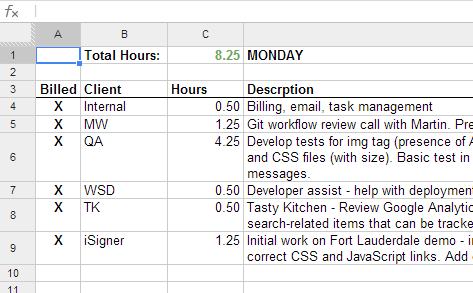 fx
A B C
1 Total Hours: 8.25 MONDAY
2
3 Billed Client Hours Descrption
4 X Internal 0.50 Billing, email, task management
5 X MW 1.25 Git workflow review call with Martin. Pre
6 X QA 4.25 Develop tests for img tag (presence of A
and CSS files (with size). Basic test in
messages.
7 X WSD 0.50 Developer assist - help with deployment
8 X TK 0.50 Tasty Kitchen - Review Google Analytic
search-related items that can be tracke
9 X iSigner 1.25 Initial work on Fort Lauderdale demo - i
correct CSS and JavaScript links. Add
10
11